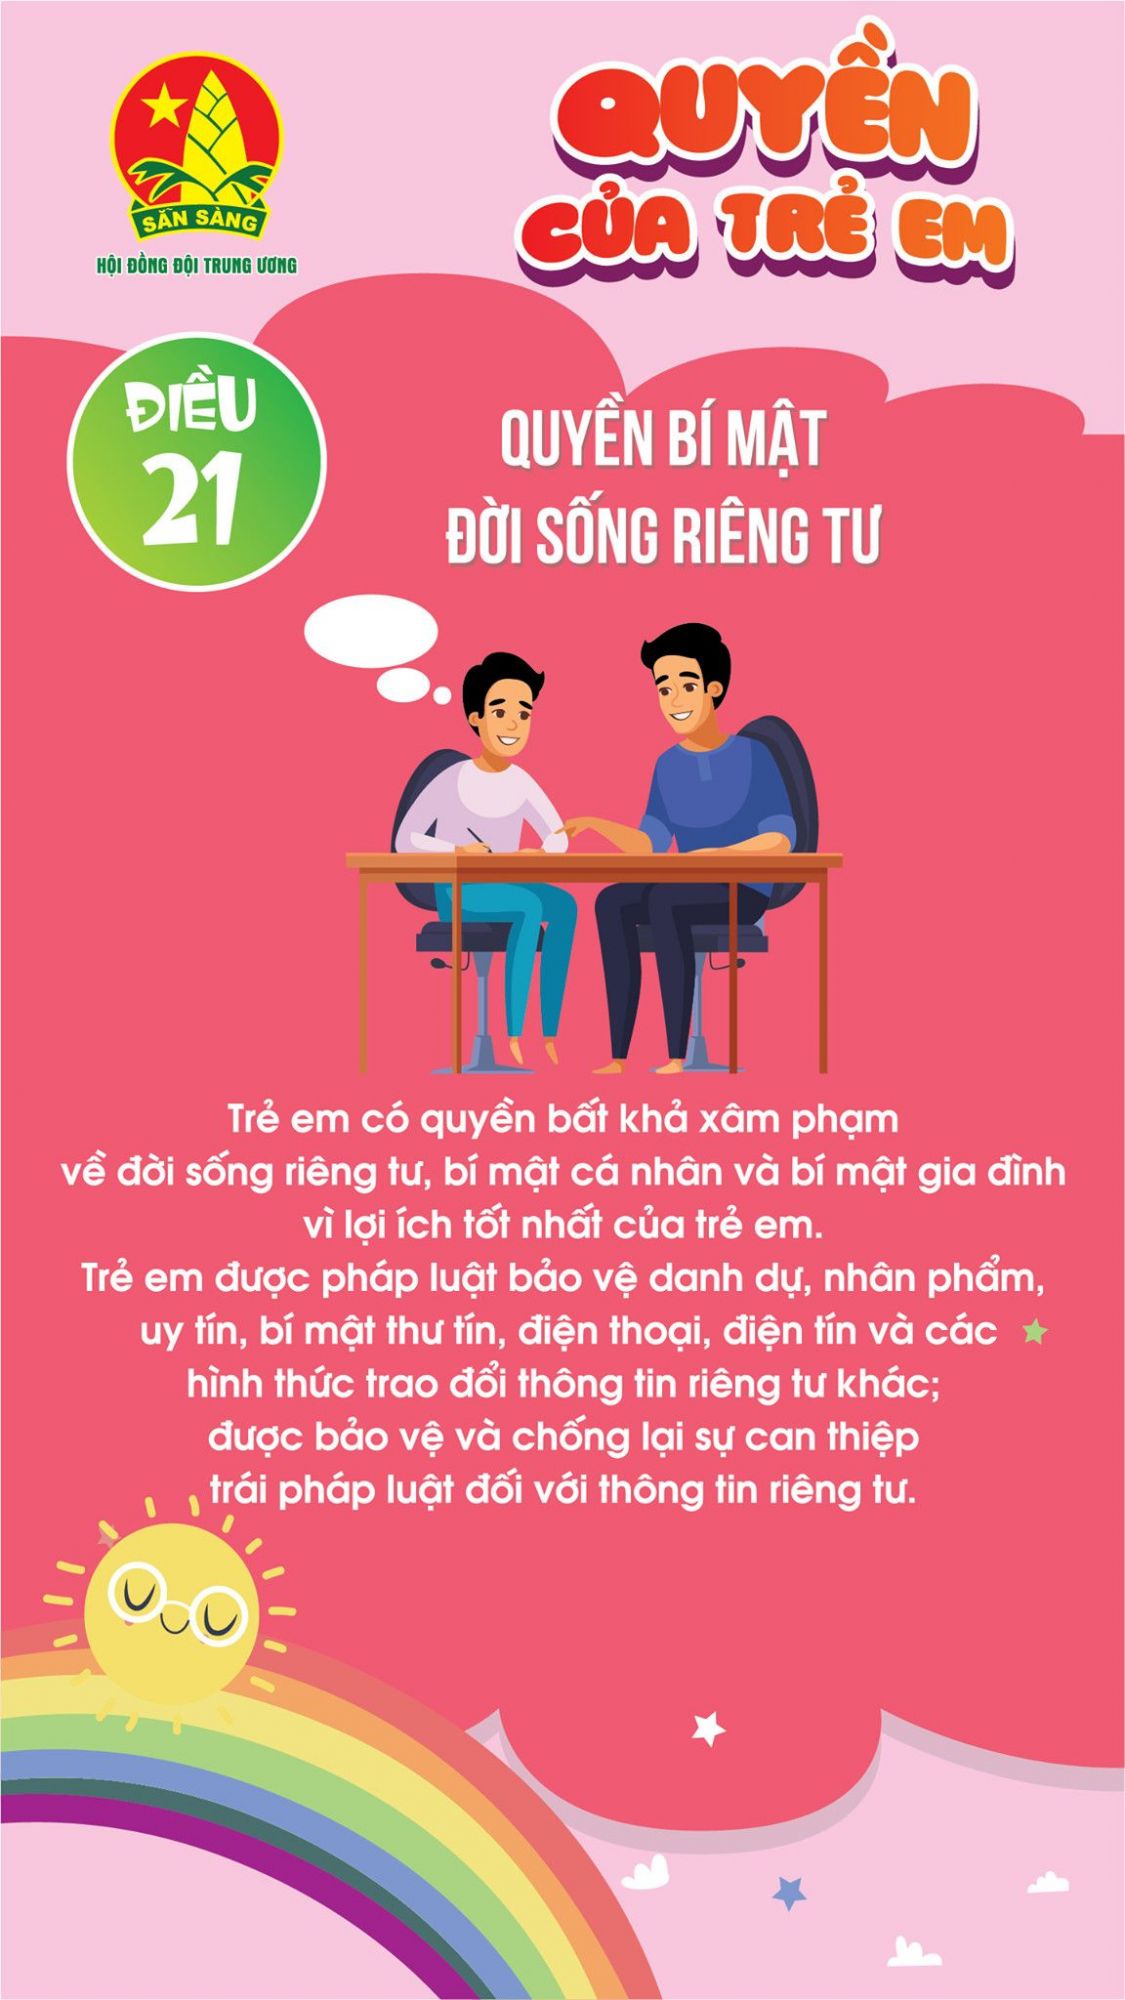 SẴN SÀNG
HỘI ĐỒNG ĐỘI TRUNG ƯƠNG
QUYỀN
CỦA TRẺ EM
ĐIỀU
21
QUYỀN BÍ MẬT
ĐỜI SỐNG RIÊNG TƯ
Trẻ em có quyền bất khả xâm phạm
về đời sống riêng tư, bí mật cá nhân và bí mật gia đình
vì lợi ích tốt nhất của trẻ em.
Trẻ em được pháp luật bảo vệ danh dự, nhân phẩm,
uy tín, bí mật thư tín, điện thoại, điện tín và các
hình thức trao đổi thông tin riêng tư khác;
được bảo vệ và chống lại sự can thiệp
trái pháp luật đối với thông tin riêng tư.